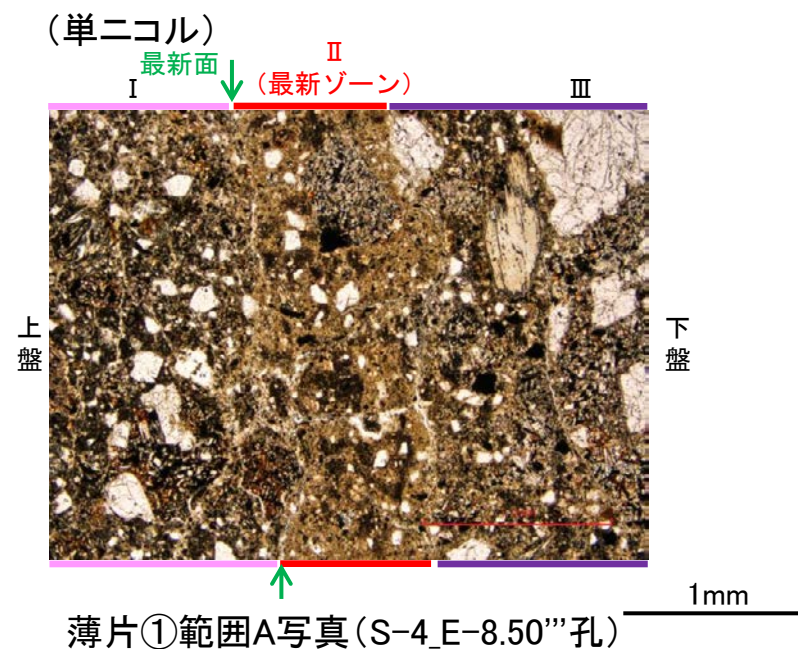 (単ニコル)
最新面
Ⅱ
(最新ゾーン)
Ⅰ
Ⅲ
上盤
下盤
1mm
薄片①範囲A写真(S-4_E-8.50'''孔)